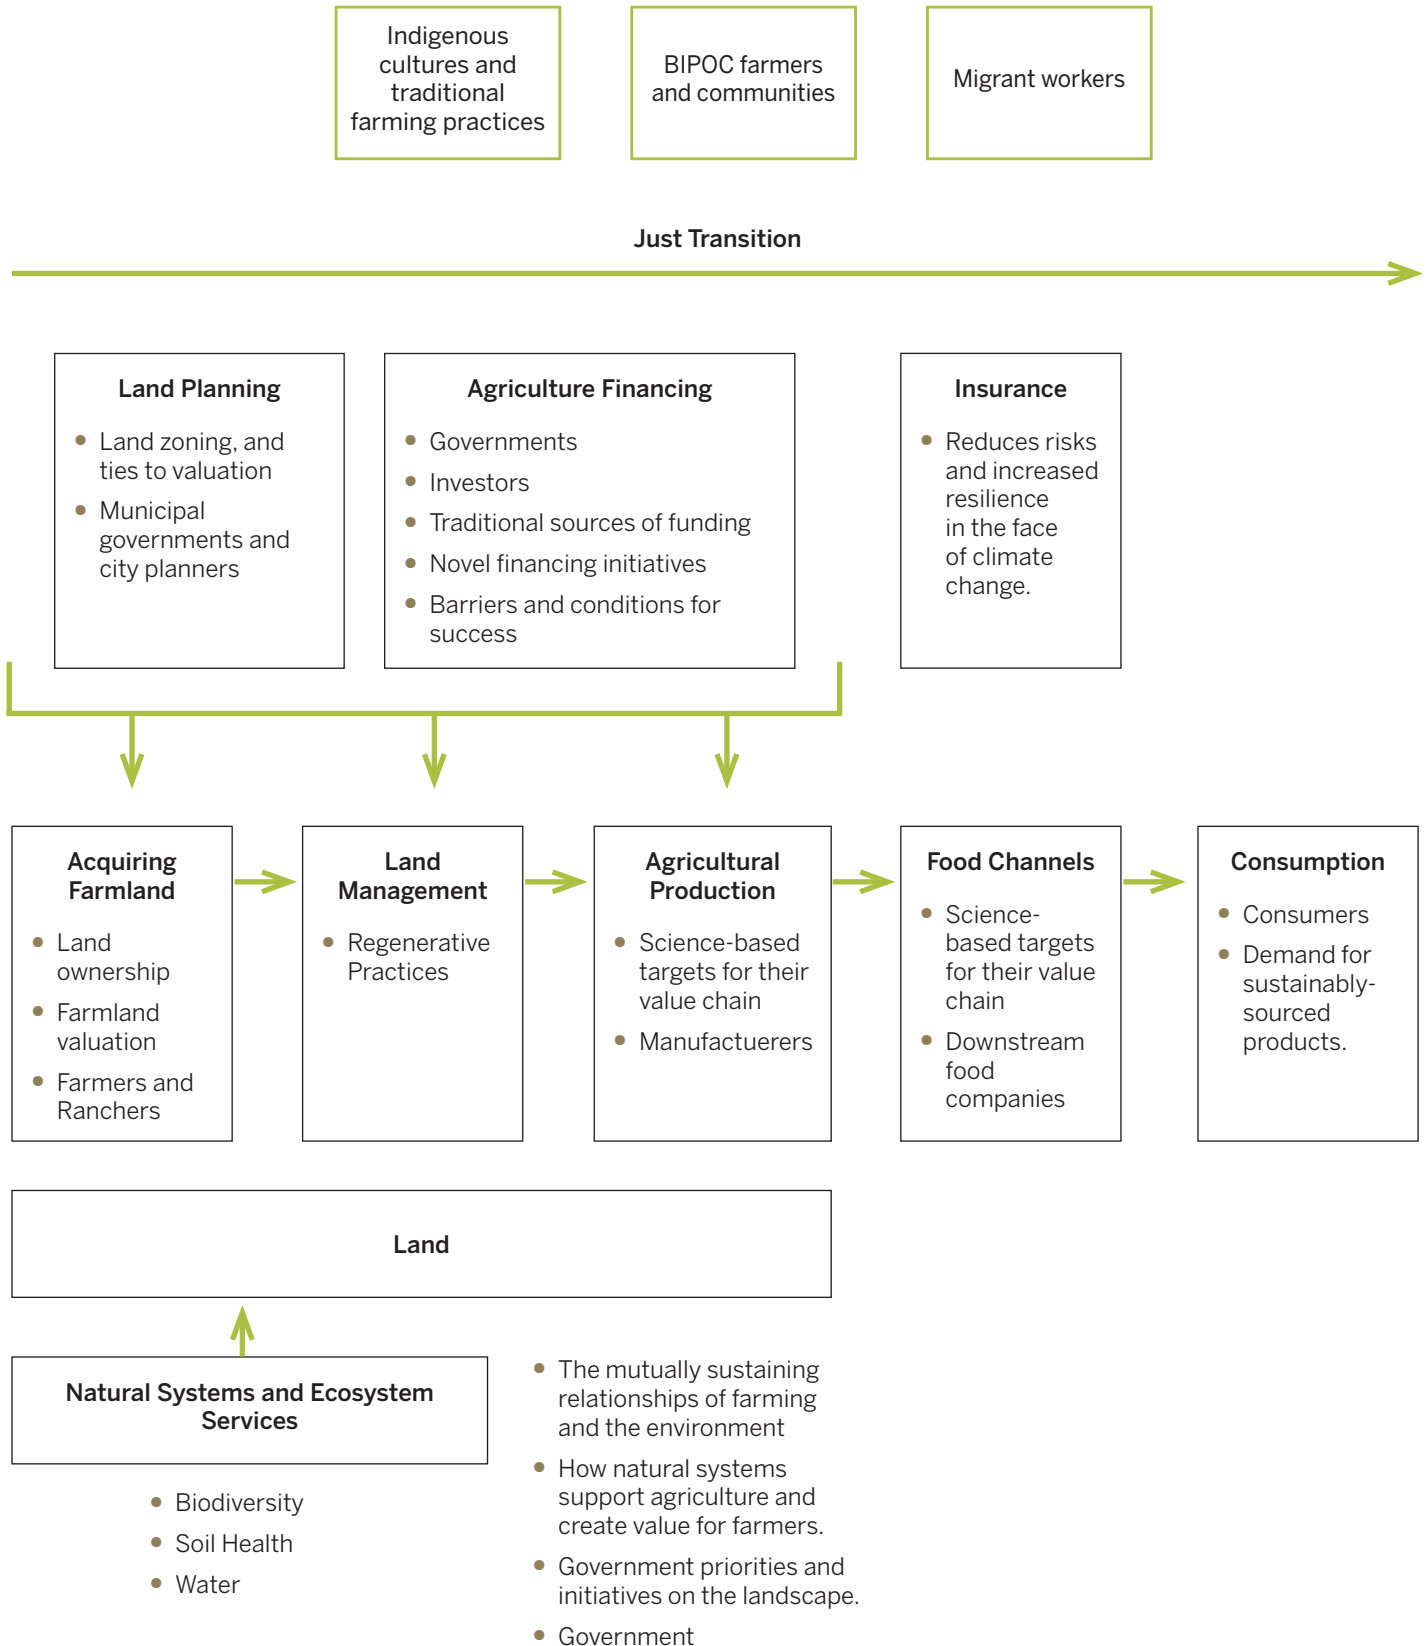 Indigenous
cultures and
traditional
farming practices
BIPOC farmers
and communities
Migrant workers
Just Transition
Land Planning
• Land zoning, and
ties to valuation
• Municipal
governments and
city planners
Agriculture Financing
• Governments
• Investors
• Traditional sources of funding
• Novel financing initiatives
• Barriers and conditions for
success
Insurance
• Reduces risks
and increased
resilience
in the face
of climate
change.
Acquiring
Farmland
• Land
ownership
• Farmland
valuation
• Farmers and
Ranchers
Land
Management
• Regenerative
Practices
Agricultural
Production
• Science-based
targets for their
value chain
• Manufactuerers
Food Channels
• Science-
based targets
for their value
chain
• Downstream
food
companies
Consumption
• Consumers
• Demand for
sustainably-
sourced
products.
Land
Natural Systems and Ecosystem
Services
• Biodiversity
• Soil Health
• Water
• The mutually sustaining
relationships of farming
and the environment
• How natural systems
support agriculture and
create value for farmers.
• Government priorities and
initiatives on the landscape.
• Government